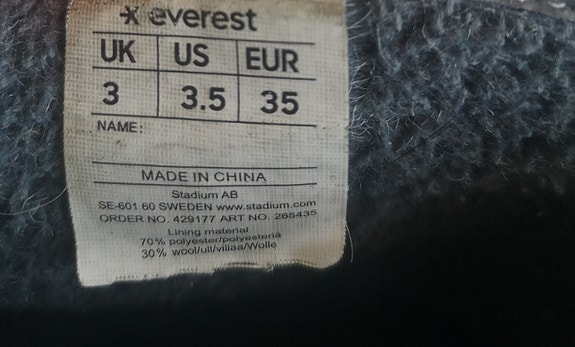 everest
UK US EUR
3 3.5 35
NAME:
MADE IN CHINA
Stadium AB
SE-601 60 SWEDEN www.stadium.com
ORDER NO. 429177 ART NO. 265435
Lining material
70% polyester/polyesteria
30% wool/ull/villaa/Wolle